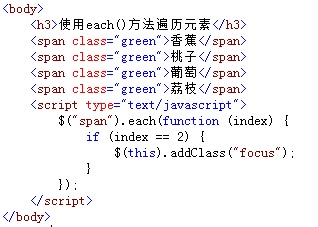 <body>
    <h3>使用each()方法遍历元素</h3>
    <span class="green">香蕉</span>
    <span class="green">桃子</span>
    <span class="green">葡萄</span>
    <span class="green">荔枝</span>
    <script type="text/javascript">
        $("span").each(function (index) {
            if (index == 2) {
                $(this).addClass("focus");
            }
        });
    </script>
</body>